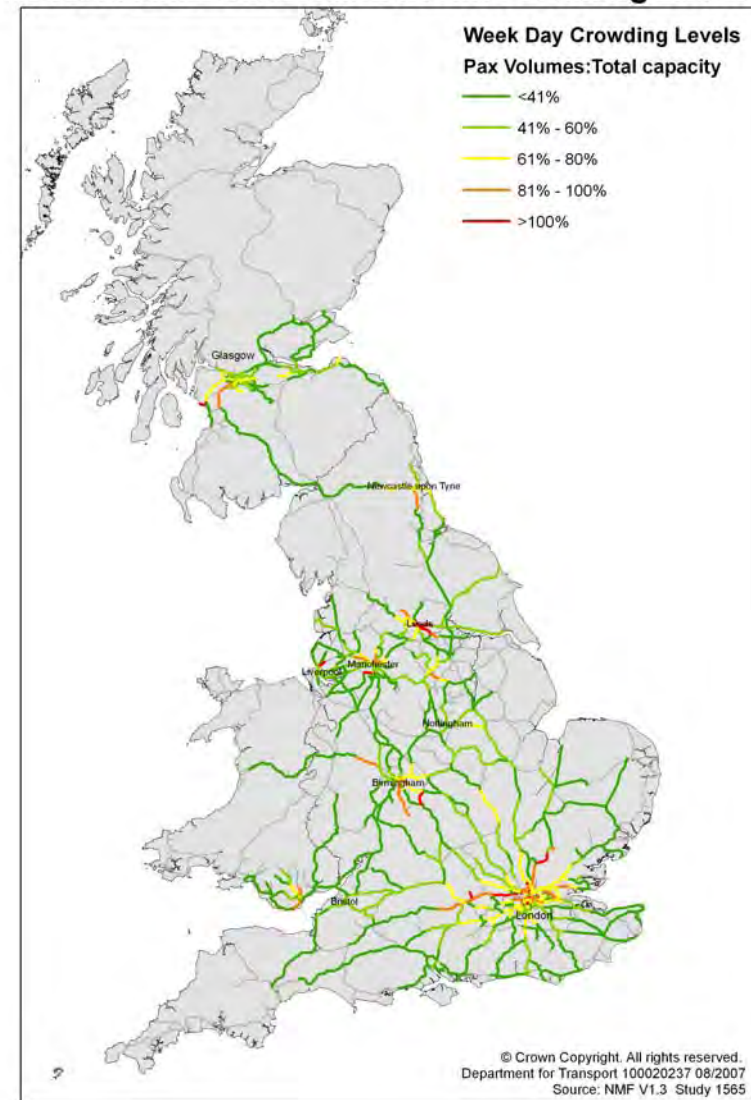 Week Day Crowding Levels
Pax Volumes:Total capacity
<41%
41% - 60%
61% - 80%
81% - 100%
>100%
Glasgow
Newcastle upon Tyne
Leeds
Manchester
Liverpool
Nottingham
Birmingham
Bristol
London
© Crown Copyright. All rights reserved.
Department for Transport 100020237 08/2007
Source: NMF V1.3 Study 1565